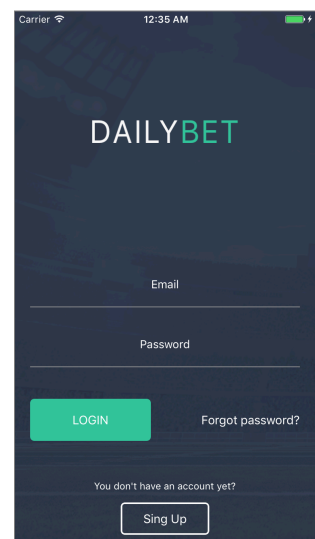 Carrier 12:35 AM
DAILYBET
Email
Password
LOGIN Forgot password?
You don't have an account yet?
Sing Up